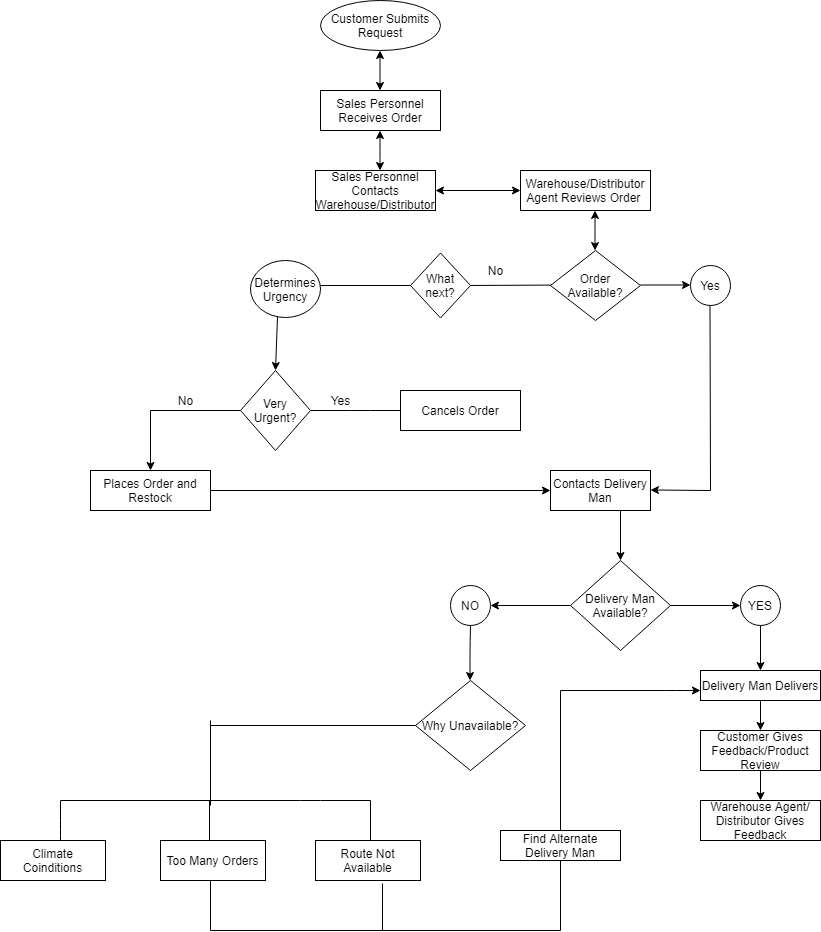 Customer Submits
Request
Sales Personnel
Receives Order
Sales Personnel
Contacts
Warehouse/Distributor
Warehouse/Distributor
Agent Reviews Order
Determines
Urgency
What
next?
No
Order
Available?
Yes
No
Very
Urgent?
Yes
Cancels Order
Places Order and
Restock
Contacts Delivery
Man
NO
Delivery Man
Available?
YES
Why Unavailable?
Delivery Man Delivers
Customer Gives
Feedback/Product
Review
Warehouse Agent/
Distributor Gives
Feedback
Climate
Coinditions
Too Many Orders
Route Not
Available
Find Alternate
Delivery Man